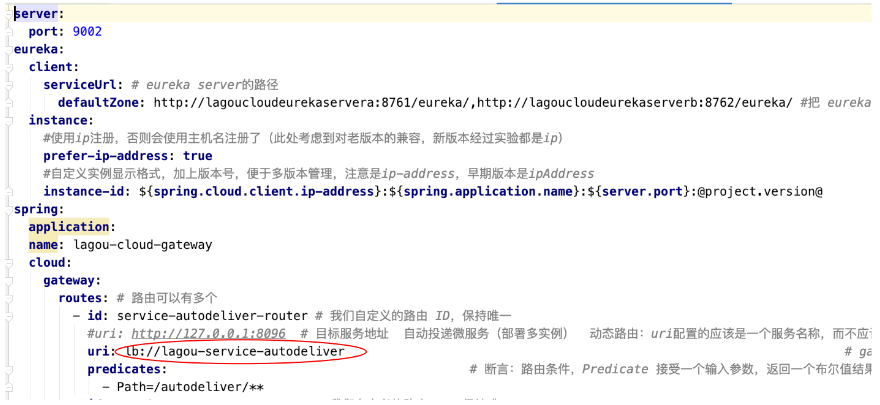 server:
  port: 9002
eureka:
  client:
    serviceUrl: # eureka server的路径
      defaultZone: http://lagoucloudeurekaservera:8761/eureka/,http://lagoucloudeurekaserverb:8762/eureka/ #把 eureka
  instance:
    #使用ip注册，否则会使用主机名注册了（此处考虑到对老版本的兼容，新版本经过实验都是ip）
    prefer-ip-address: true
    #自定义实例显示格式，加上版本号，便于多版本管理，注意是ip-address，早期版本是ipAddress
    instance-id: ${spring.cloud.client.ip-address}:${spring.application.name}:${server.port}:@project.version@
spring:
  application:
  name: lagou-cloud-gateway
  cloud:
    gateway:
      routes: # 路由可以有多个
        - id: service-autodeliver-router # 我们自定义的路由 ID，保持唯一
          #uri: http://127.0.0.1:8096  # 目标服务地址  自动投递微服务（部署多实例）  动态路由：uri配置的应该是一个服务名称，而不应该
          uri: lb://lagou-service-autodeliver # ga
          predicates: # 断言：路由条件，Predicate 接受一个输入参数，返回一个布尔值结果
            - Path=/autodeliver/**